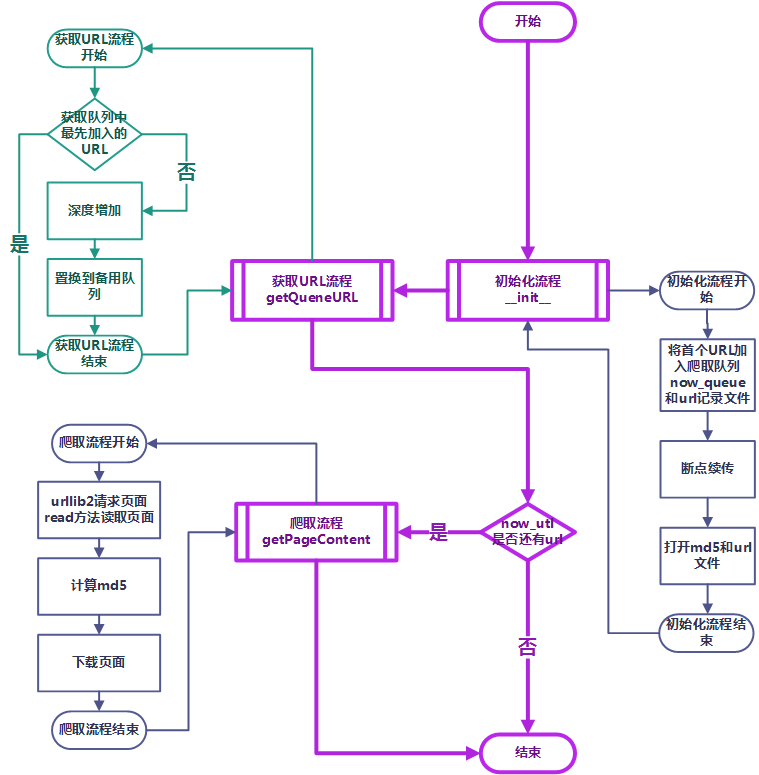 开始
获取URL流程
开始
获取队列中
最先加入的
URL
否
是
深度增加
置换到备用队
列
获取URL流程
结束
获取URL流程
getQueneURL
初始化流程
__init__
初始化流程开
始
将首个URL加
入爬取队列
now_queue
和url记录文件
断点续传
打开md5和url
文件
初始化流程结
束
爬取流程开始
urllib2请求页面
read方法读取页面
计算md5
下载页面
爬取流程结束
爬取流程
getPageContent
是
now_utl
是否还有url
否
结束